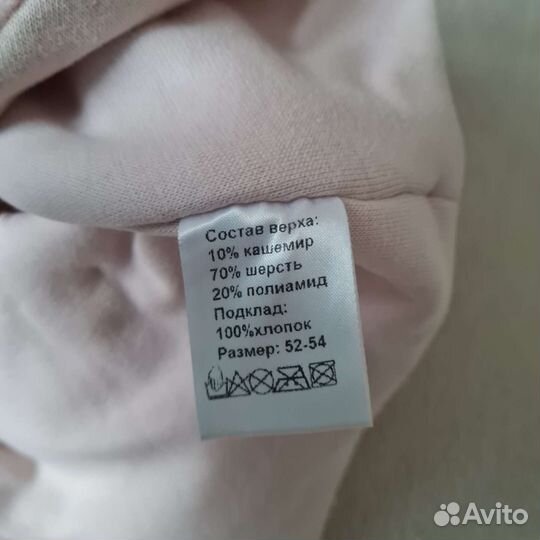 Состав верха:
10% кашемир
70% шерсть
20% полиамид
Подклад:
100%хлопок
Размер: 52-54
Avito